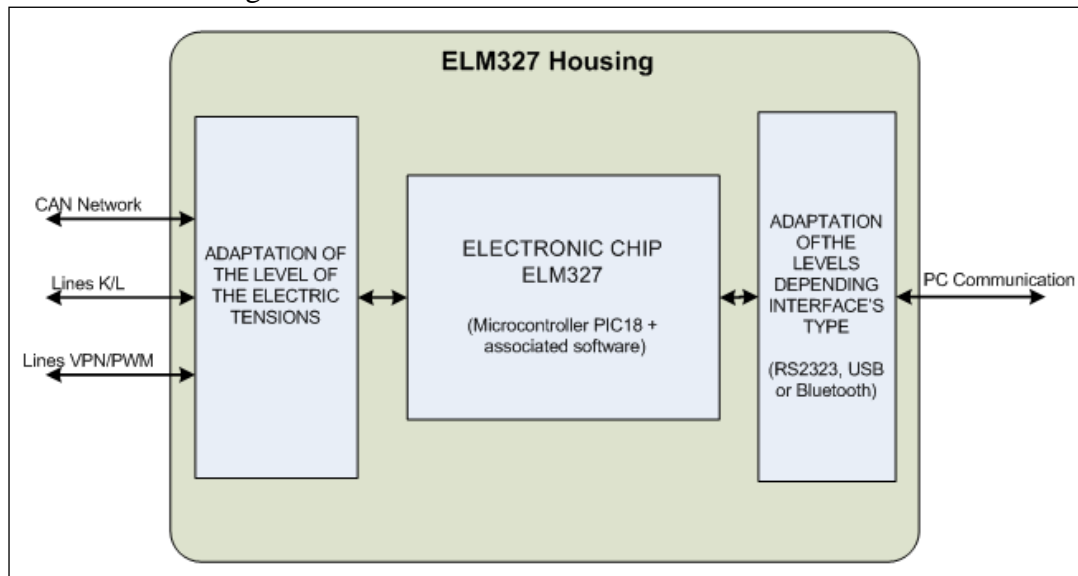 ELM327 Housing
CAN Network
Lines K/L
Lines VPN/PWM
ADAPTATION OF
THE LEVEL OF
THE ELECTRIC
TENSIONS
ELECTRONIC CHIP
ELM327
(Microcontroller PIC18 +
associated software)
ADAPTATION
OFTHE
LEVELS
DEPENDING
INTERFACE'S
TYPE
(RS2323, USB
or Bluetooth)
PC Communication